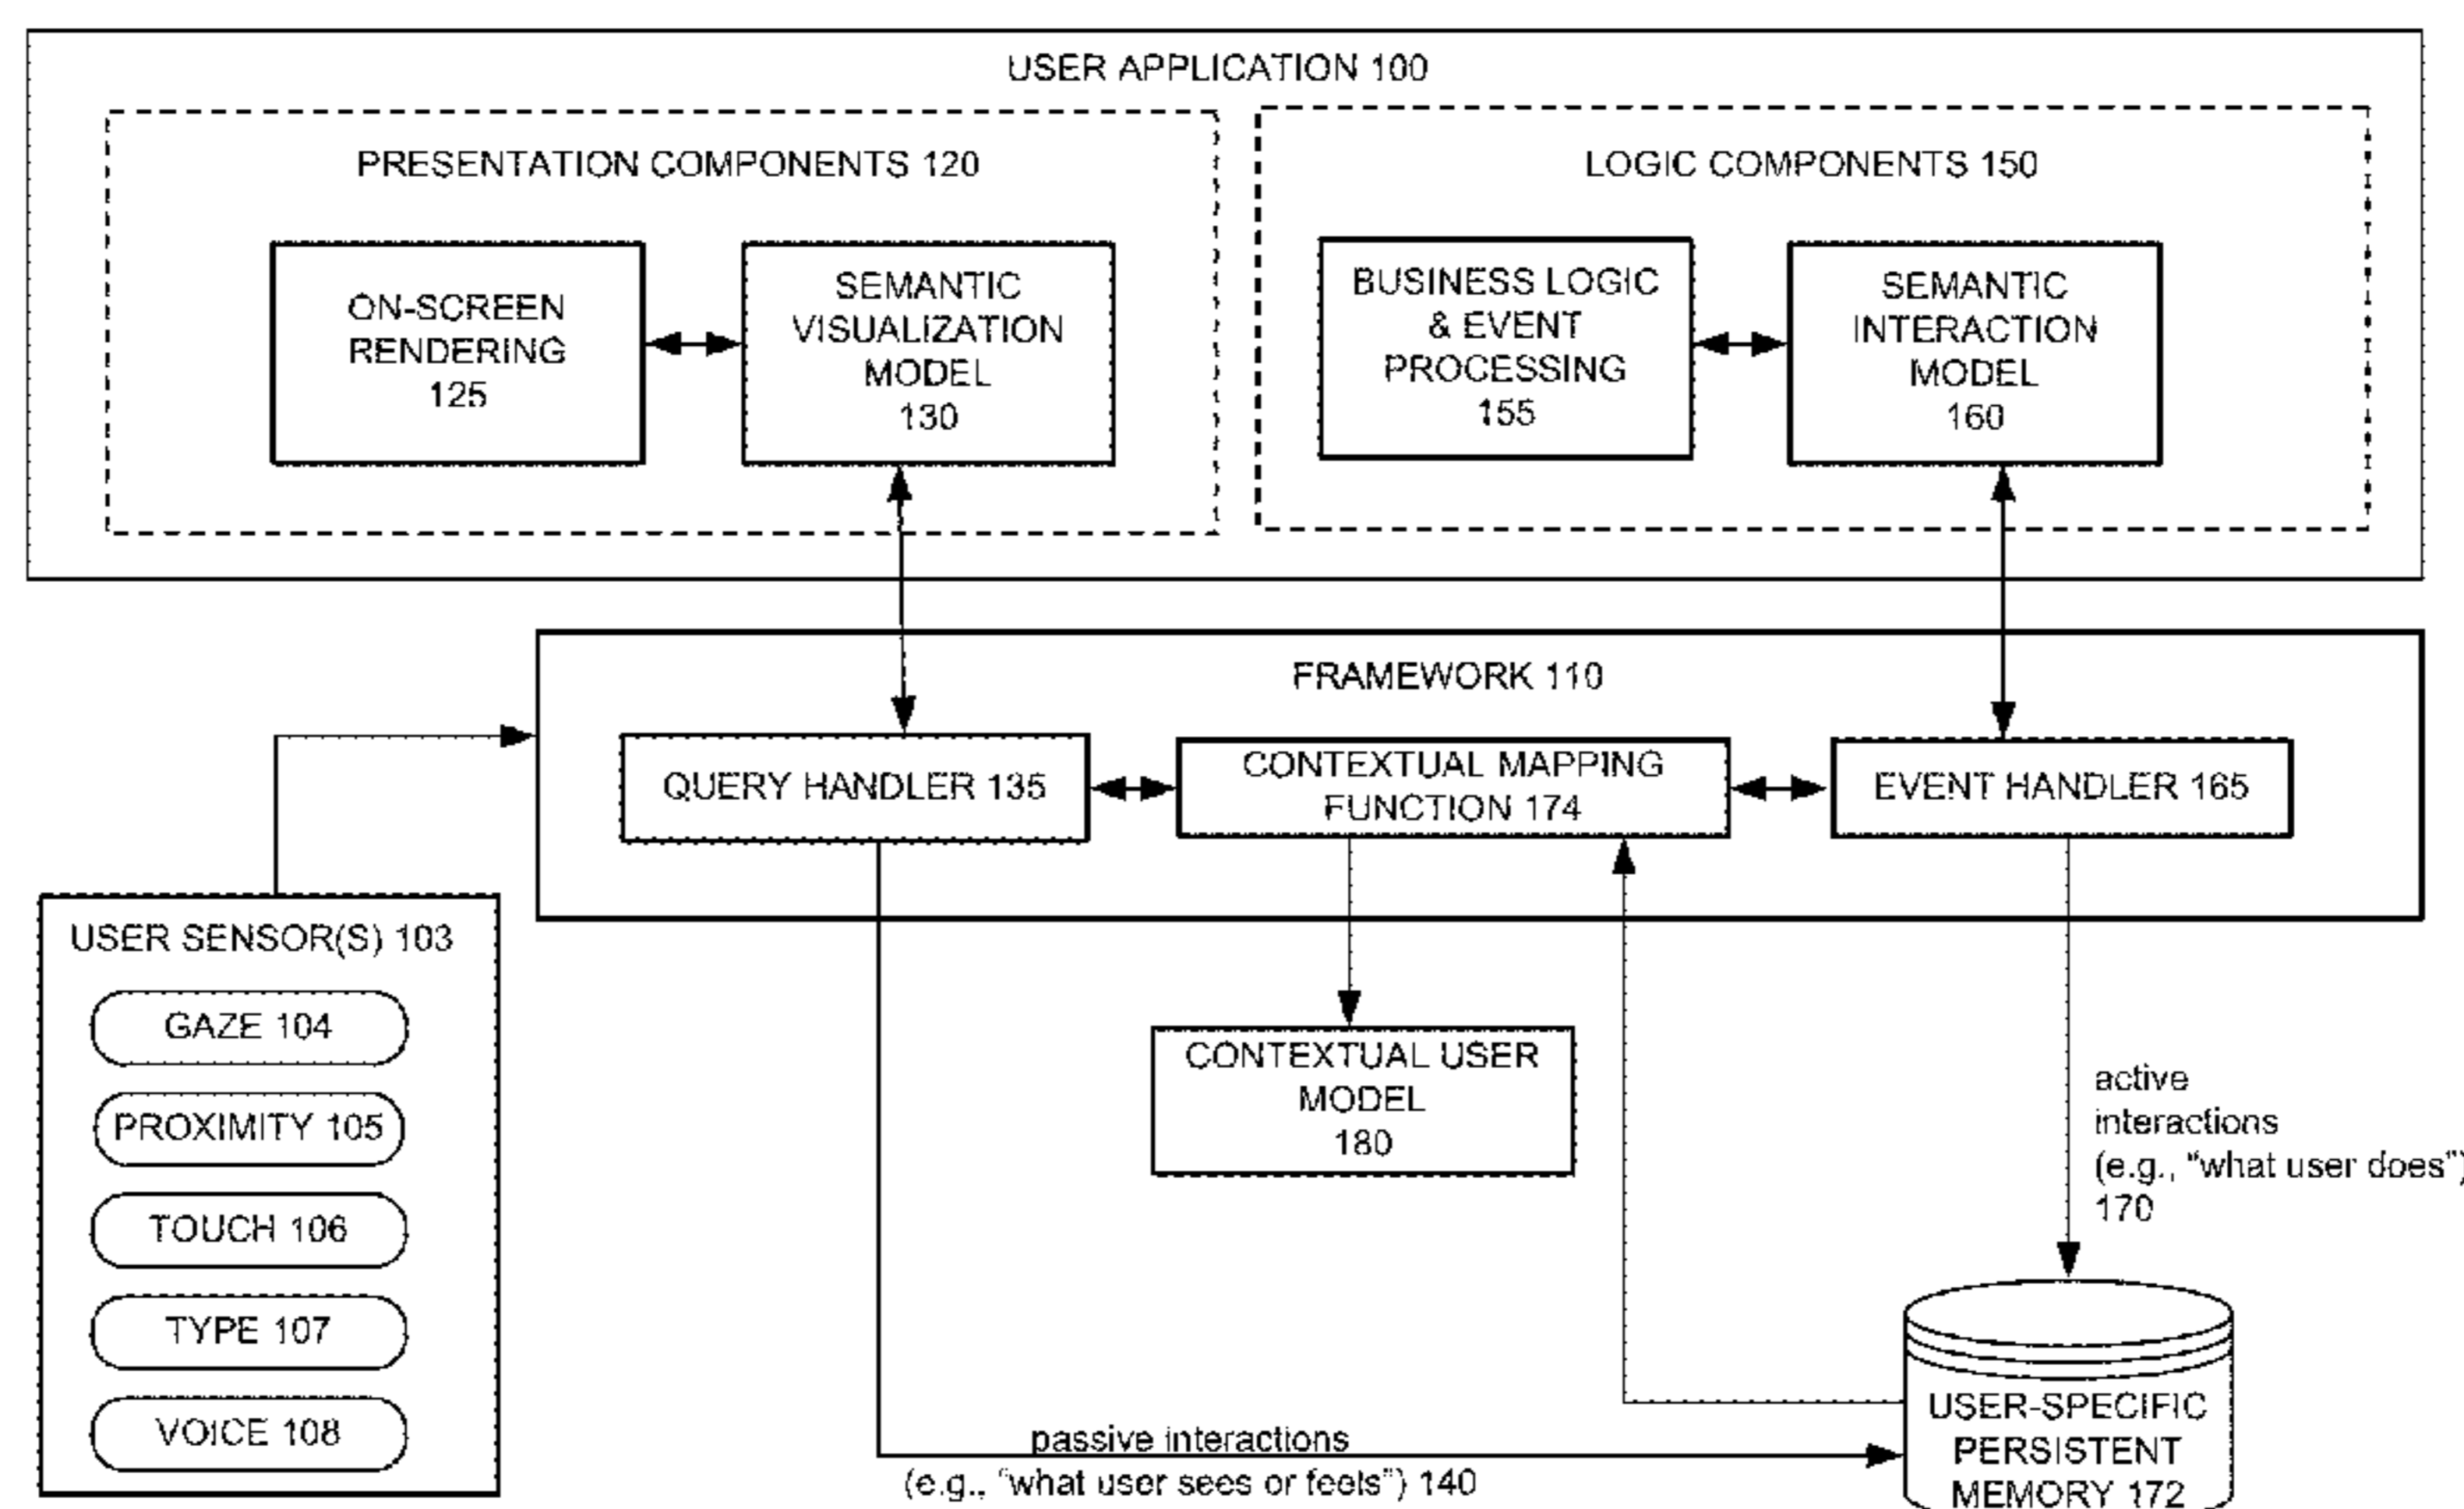 USER APPLICATION 100
PRESENTATION COMPONENTS 120
ON-SCREEN
RENDERING
125
SEMANTIC
VISUALIZATION
MODEL
130
LOGIC COMPONENTS 150
BUSINESS LOGIC
& EVENT
PROCESSING
155
SEMANTIC
INTERACTION
MODEL
160
FRAMEWORK 110
QUERY HANDLER 135
CONTEXTUAL MAPPING
FUNCTION 174
EVENT HANDLER 165
USER SENSOR(S) 103
GAZE 104
PROXIMITY 105
TOUCH 106
TYPE 107
VOICE 108
CONTEXTUAL USER
MODEL
180
active
interactions
(e.g., “what user does”)
170
passive interactions
(e.g., “what user sees or feels”) 140
USER-SPECIFIC
PERSISTENT
MEMORY 172